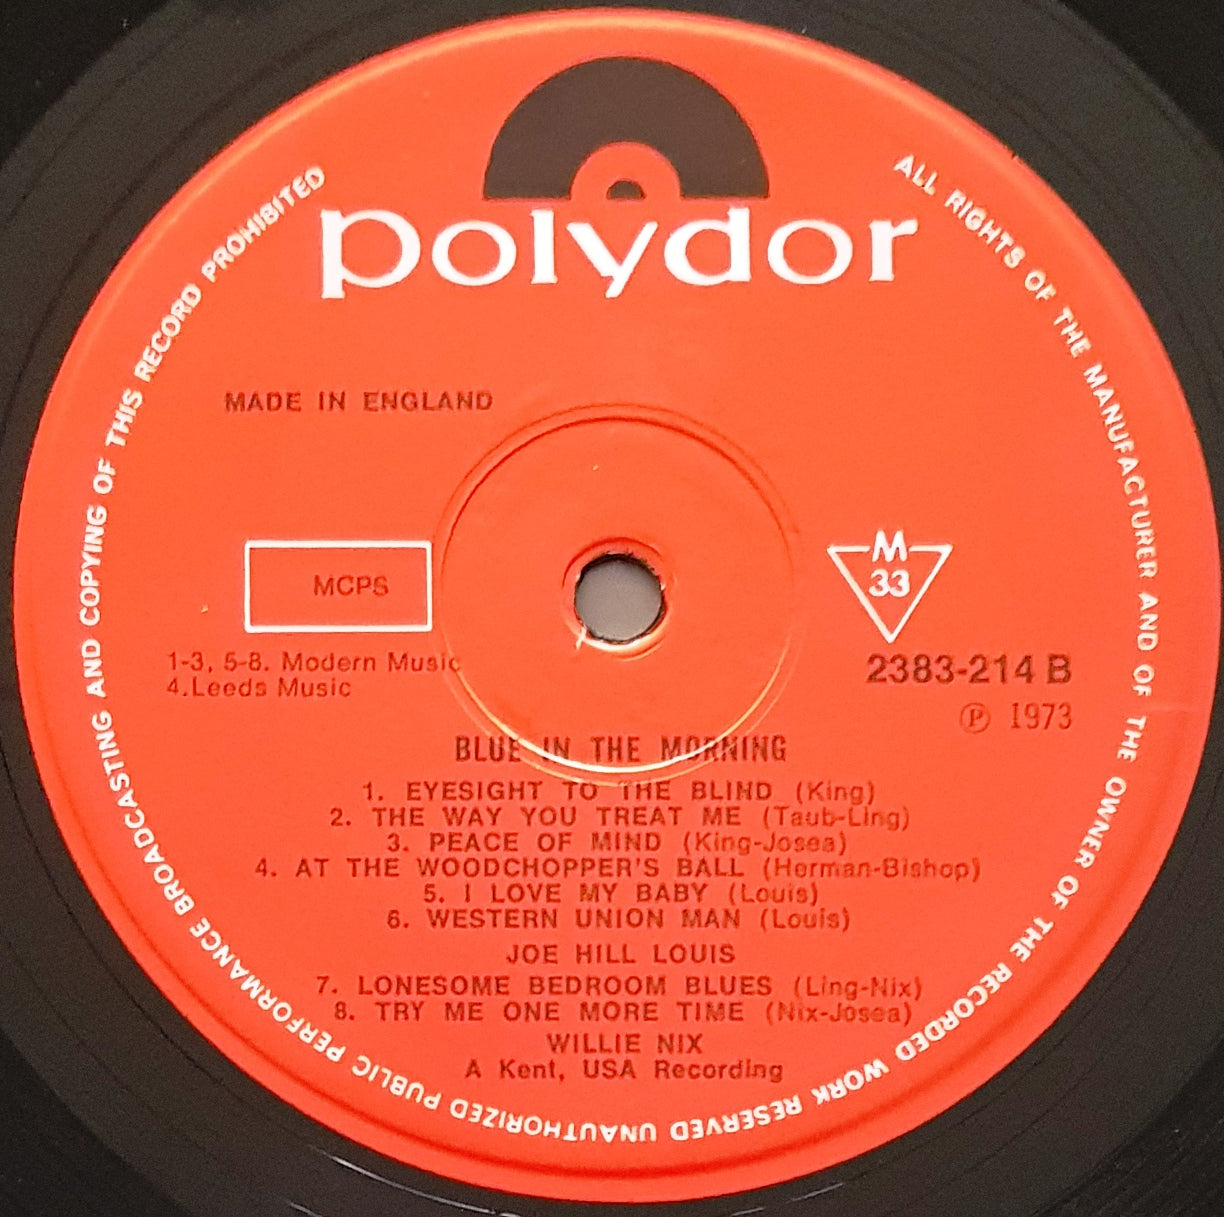 polydor
ALL RIGHTS OF THE MANUFACTURER AND OF THE OWNER OF THE RECORDED WORK RESERVED UNAUTHORIZED PUBLIC PERFORMANCE BROADCASTING AND COPYING OF THIS RECORD PROHIBITED
MADE IN ENGLAND
MCPS
M
33
1-3, 5-8. Modern Music
4.Leeds Music
2383-214 B
℗ 1973
BLUE IN THE MORNING
1. EYESIGHT TO THE BLIND (King)
2. THE WAY YOU TREAT ME (Taub-Ling)
3. PEACE OF MIND (King-Josea)
4. AT THE WOODCHOPPER'S BALL (Herman-Bishop)
5. I LOVE MY BABY (Louis)
6. WESTERN UNION MAN (Louis)
JOE HILL LOUIS
7. LONESOME BEDROOM BLUES (Ling-Nix)
8. TRY ME ONE MORE TIME (Nix-Josea)
WILLIE NIX
A Kent, USA Recording